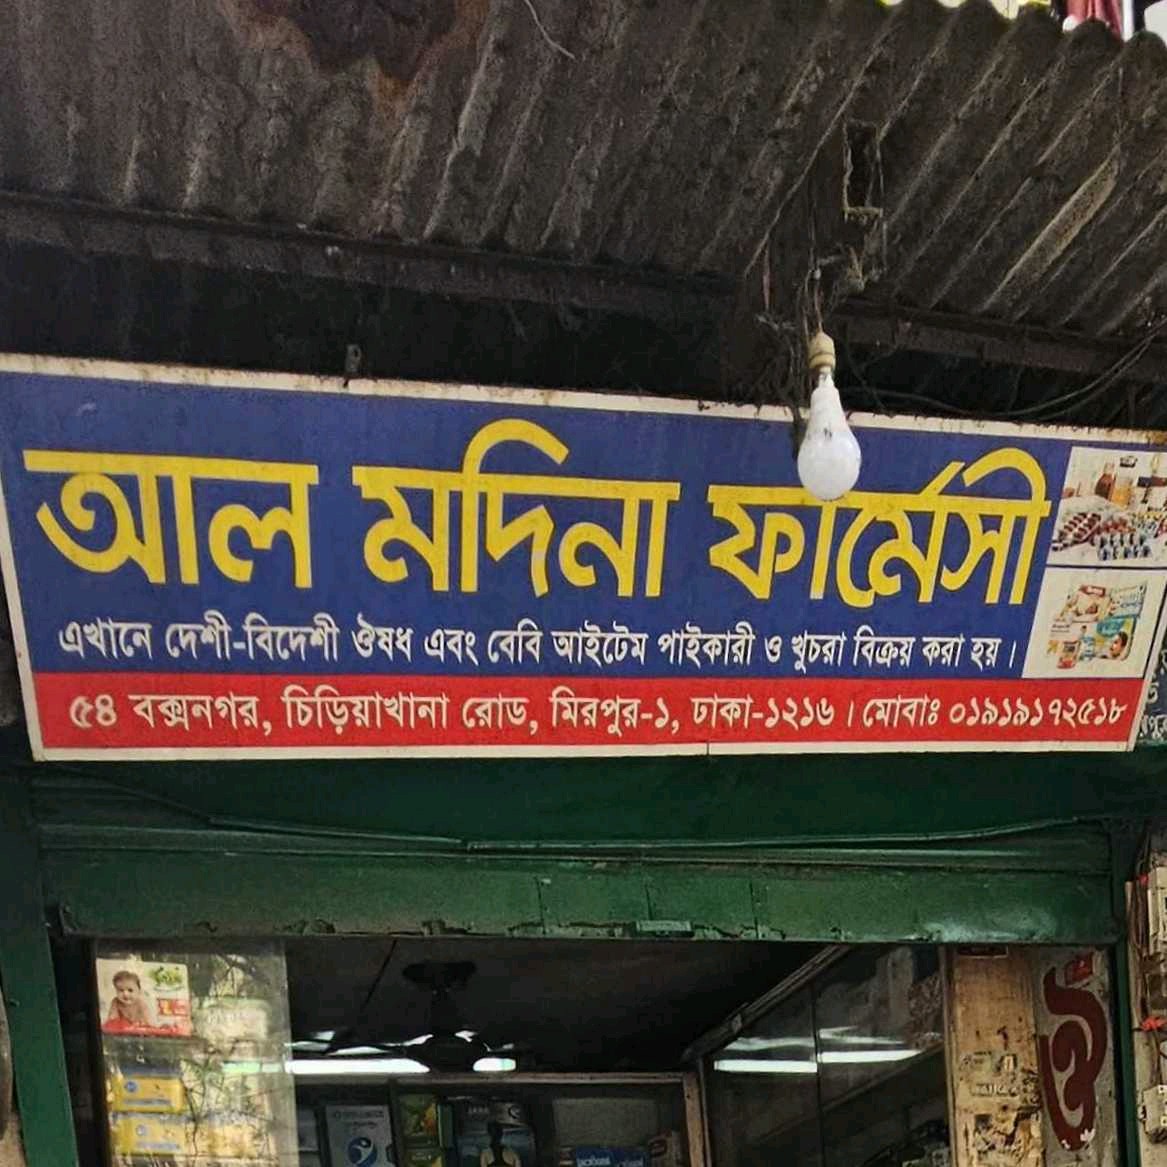 আল মদিনা ফার্মেসী
এখানে দেশী-বিদেশী ঔষধ এবং বেবি আইটেম পাইকারী ও খুচরা বিক্রয় করা হয়।
৫৪ বক্সনগর, চিড়িয়াখানা রোড, মিরপুর-১, ঢাকা-১২১৬। মোবাঃ ০১৯১৯১৭২৫১৮